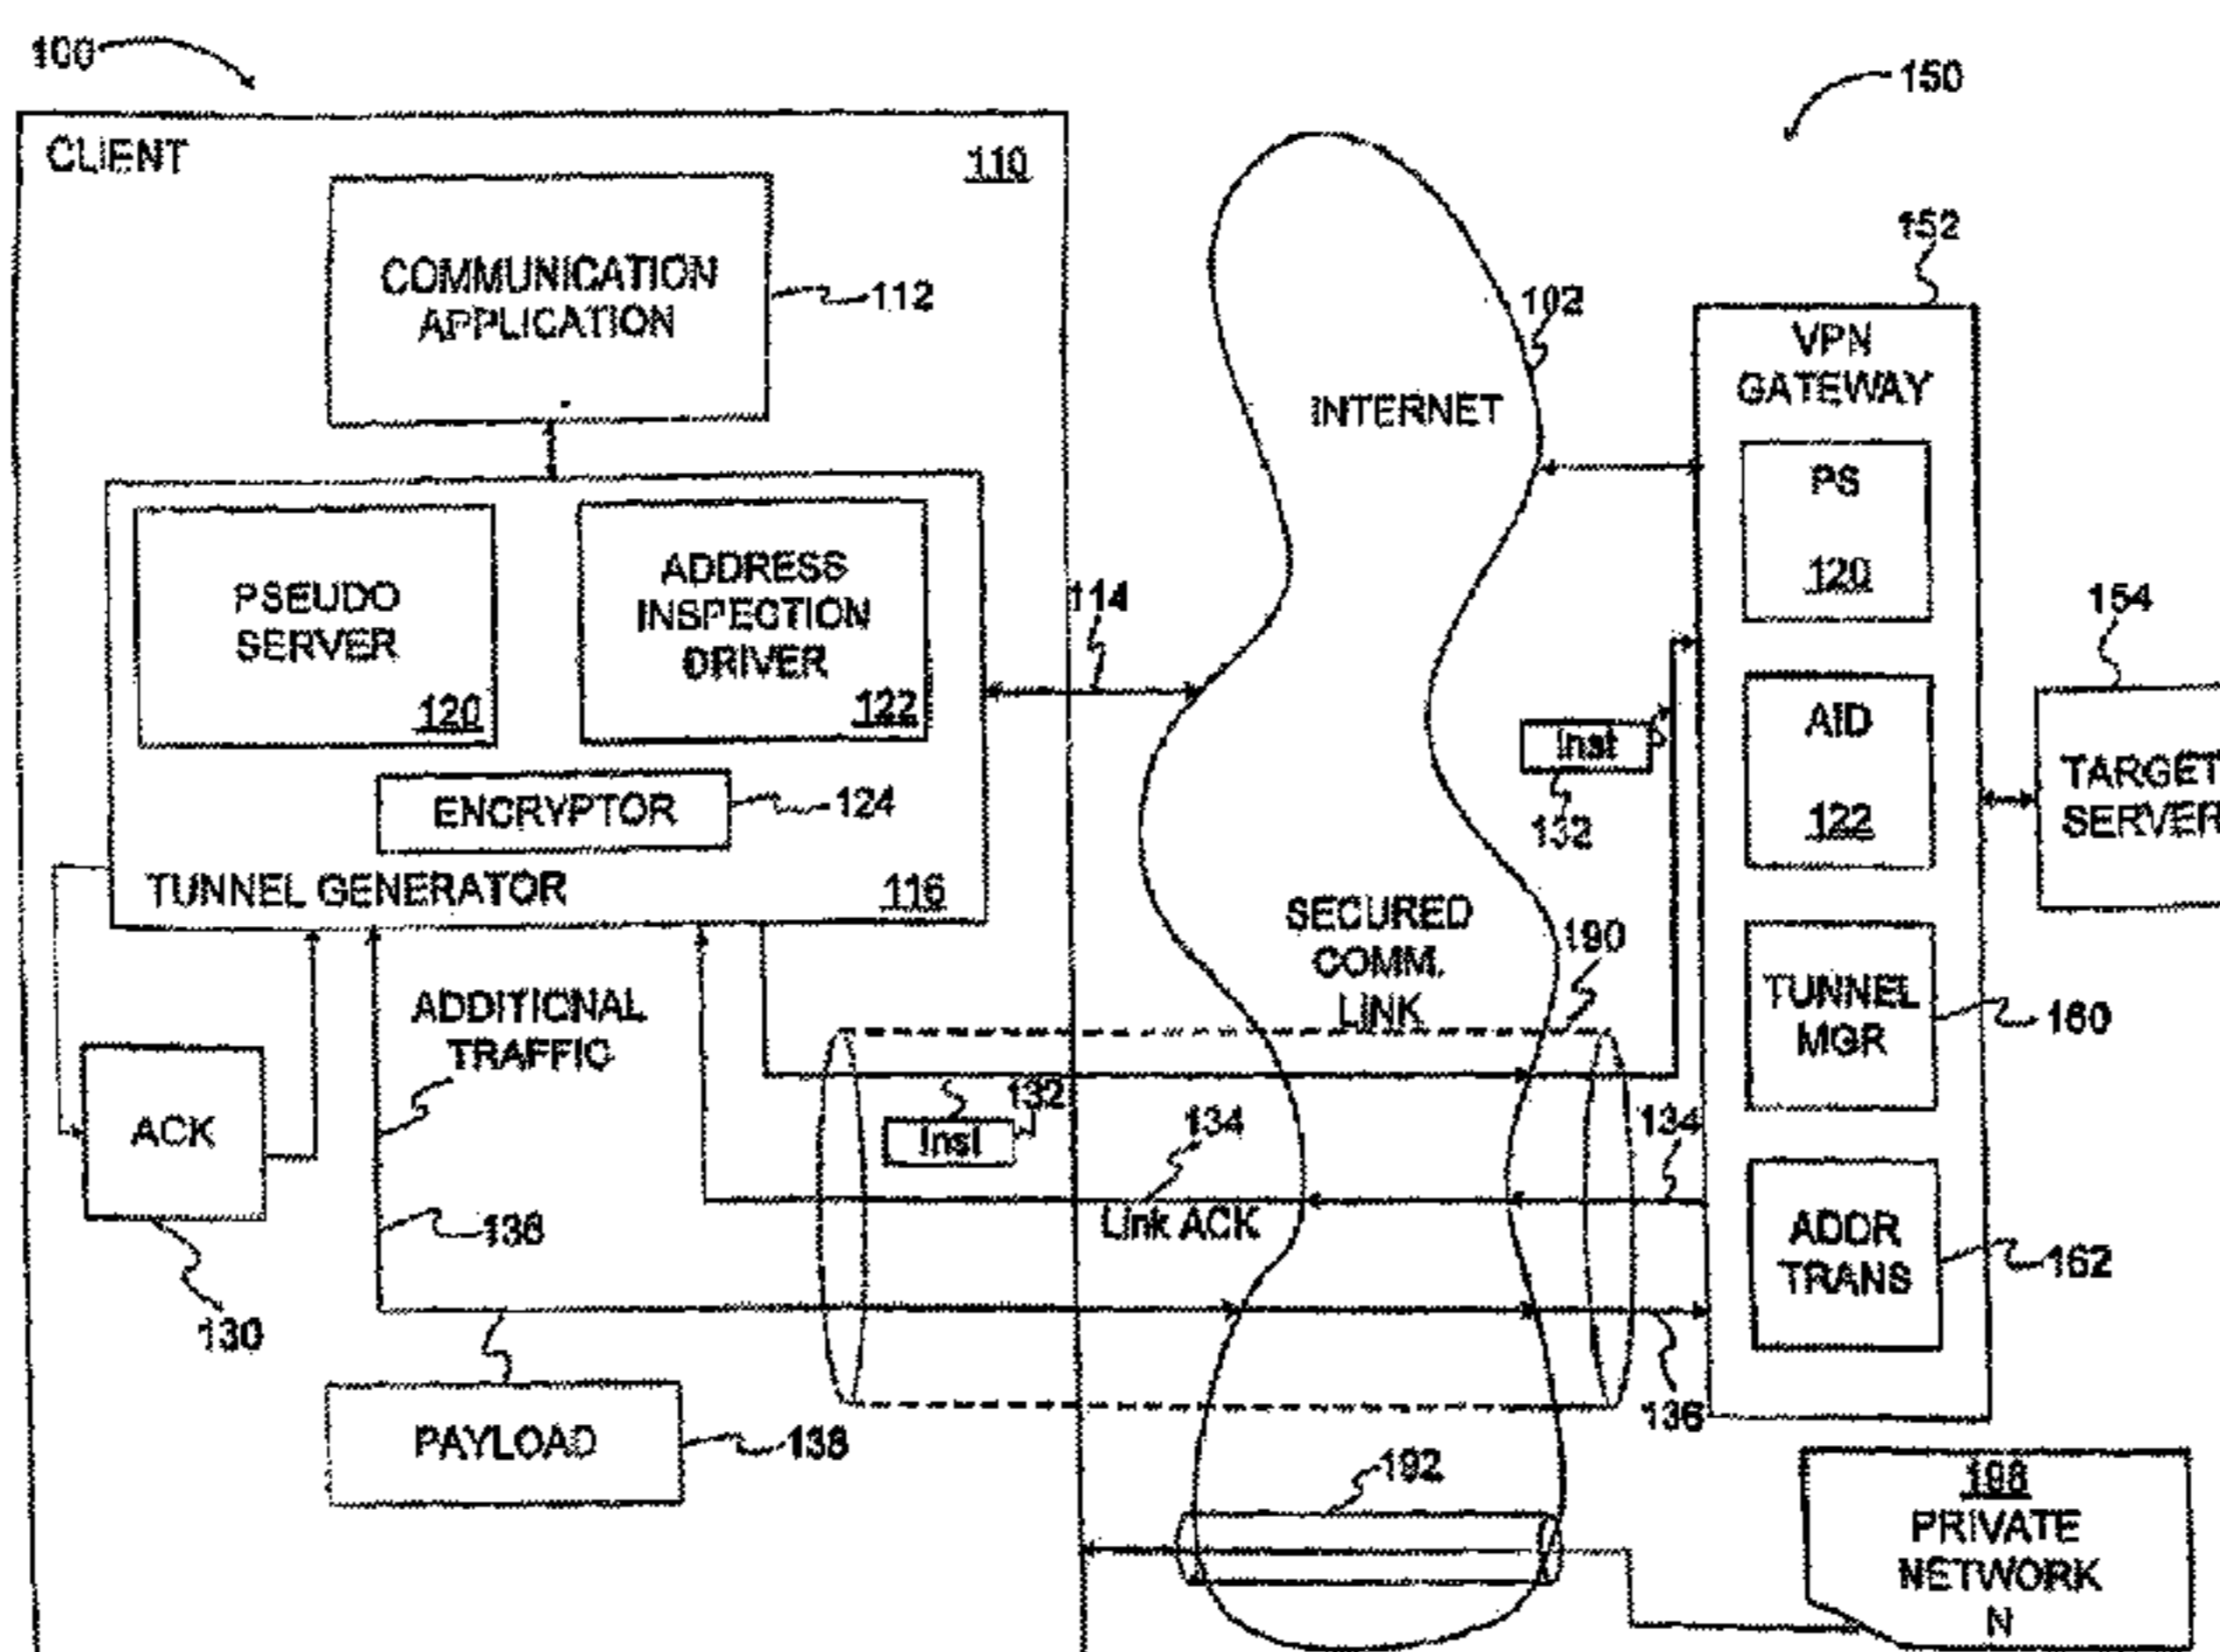 100
150
CLIENT
110
COMMUNICATION
APPLICATION
112
102
152
VPN
GATEWAY
INTERNET
PS
120
PSEUDO
SERVER
120
ADDRESS
INSPECTION
DRIVER
122
114
154
AID
122
TARGET
SERVER
Inst
132
ENCRYPTOR
124
TUNNEL GENERATOR
116
SECURED
COMM.
LINK
190
TUNNEL
MGR
160
ADDITIONAL
TRAFFIC
ACK
130
132
Inst
134
Link ACK
134
136
ADDR
TRANS
162
136
PAYLOAD
138
192
198
PRIVATE
NETWORK
N